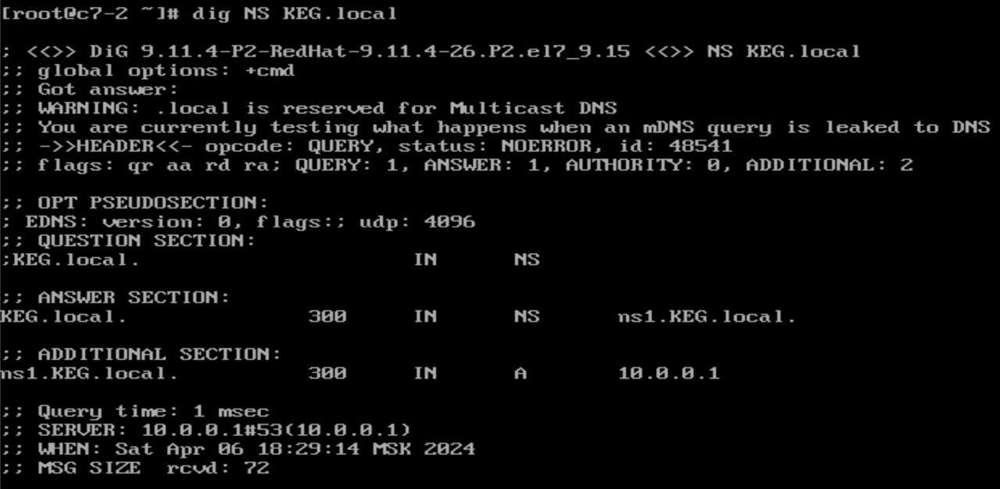 [root@c7-2 ~]# dig NS KEG.local
; <<>> DiG 9.11.4-P2-RedHat-9.11.4-26.P2.el7_9.15 <<>> NS KEG.local
;; global options: +cmd
;; Got answer:
;; WARNING: .local is reserved for Multicast DNS
;; You are currently testing what happens when an mDNS query is leaked to DNS
;; ->>HEADER<<- opcode: QUERY, status: NOERROR, id: 48541
;; flags: qr aa rd ra; QUERY: 1, ANSWER: 1, AUTHORITY: 0, ADDITIONAL: 2
;; OPT PSEUDOSECTION:
; EDNS: version: 0, flags:; udp: 4096
;; QUESTION SECTION:
;KEG.local. IN NS
;; ANSWER SECTION:
KEG.local. 300 IN NS ns1.KEG.local.
;; ADDITIONAL SECTION:
ns1.KEG.local. 300 IN A 10.0.0.1
;; Query time: 1 msec
;; SERVER: 10.0.0.1#53(10.0.0.1)
;; WHEN: Sat Apr 06 18:29:14 MSK 2024
;; MSG SIZE rcvd: 72